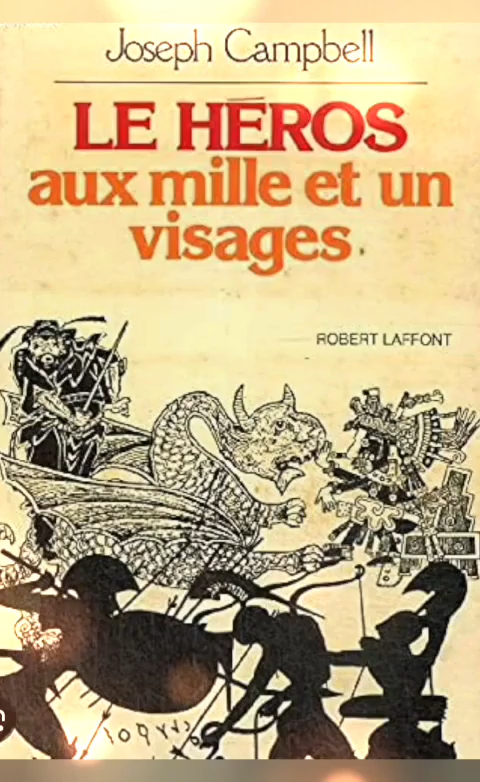 Joseph Campbell
LE HÉROS
aux mille et un
visages
ROBERT LAFFONT